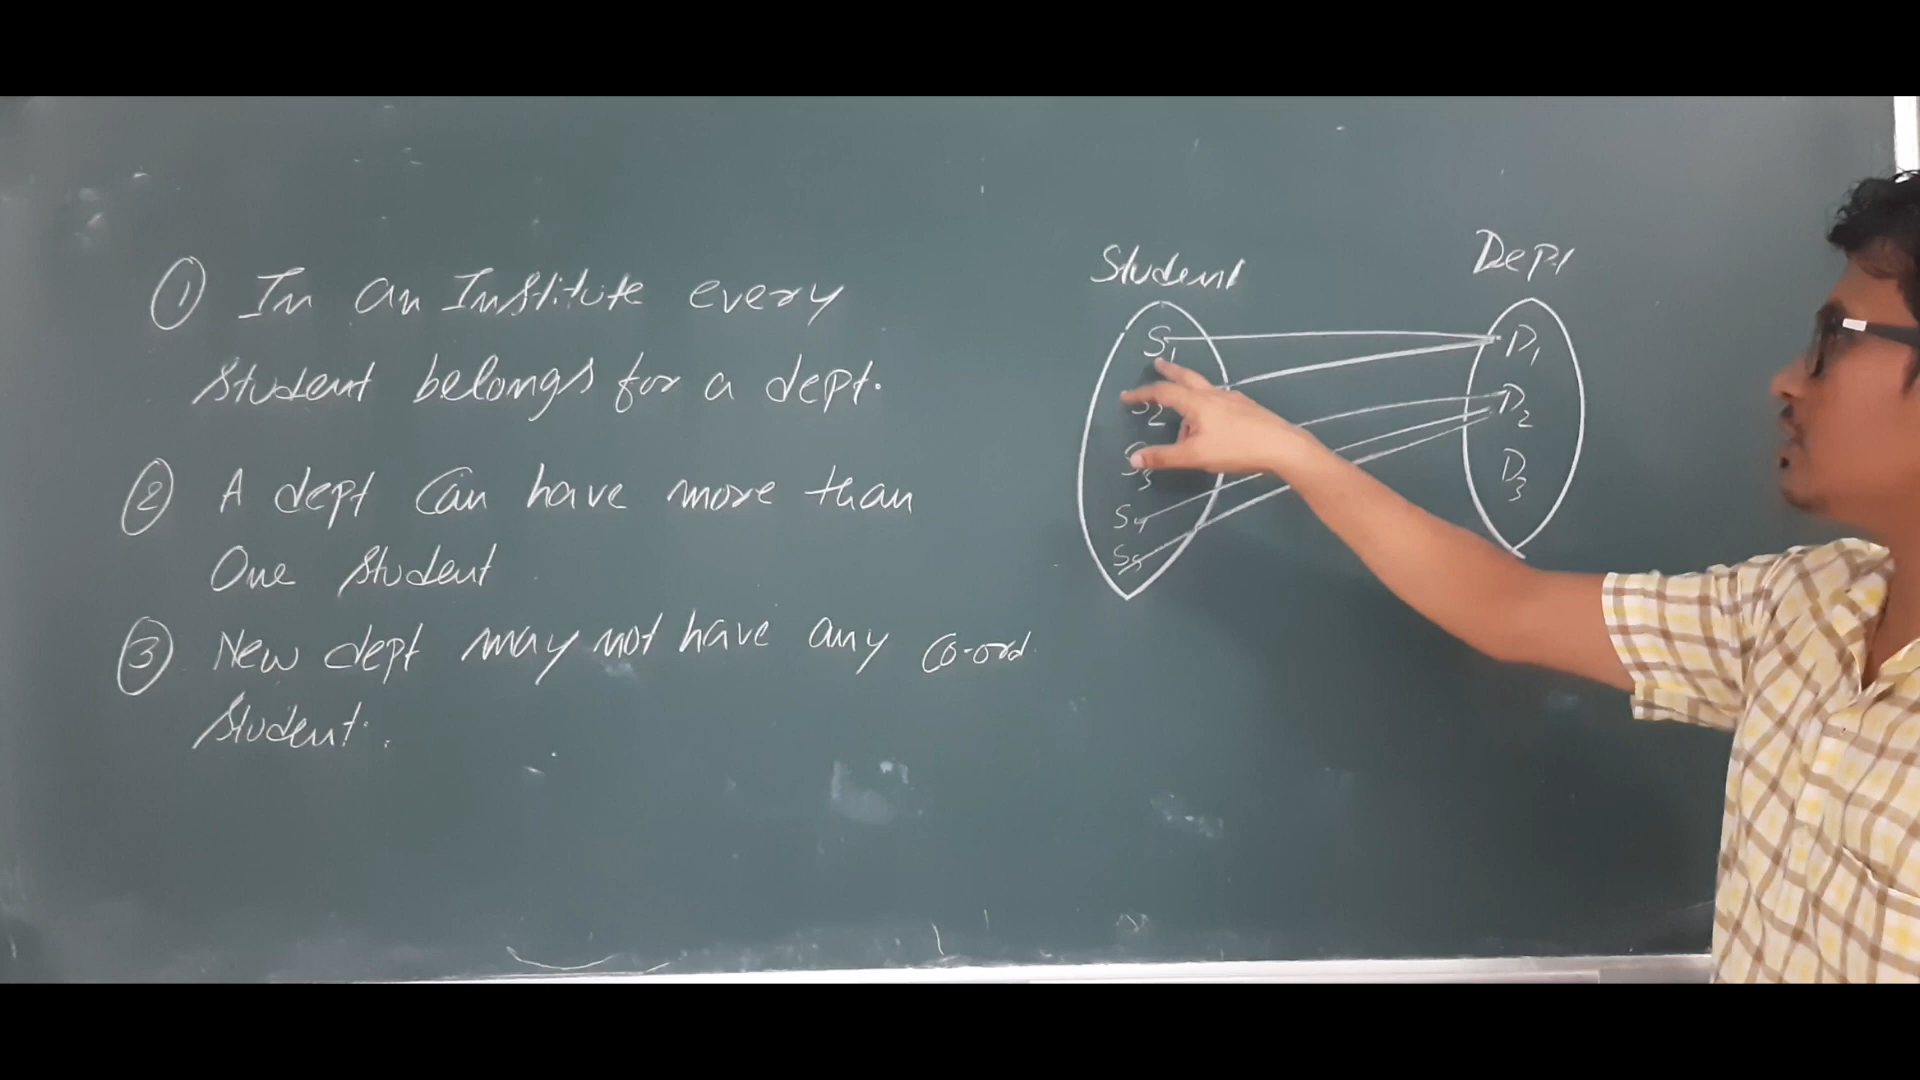 ① In an Institute every
student belongs for a dept.
② A dept can have more than
One student
③ New dept may not have any co-ord
student.
Student
S1
S2
S3
S4
S5
Dept
D1
D2
D3